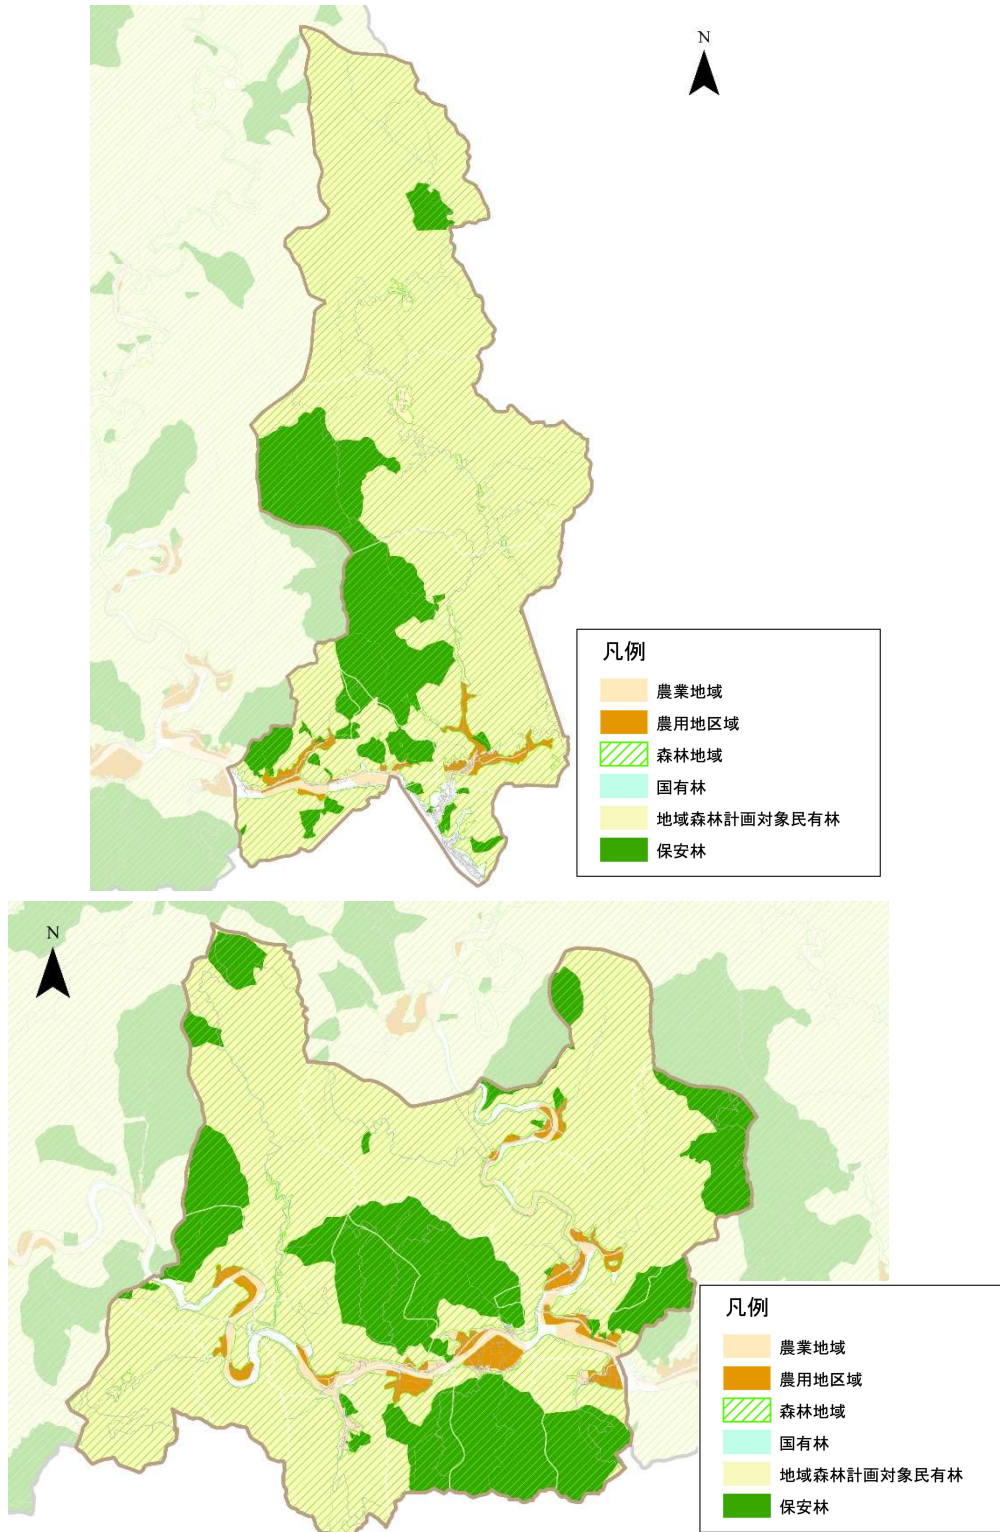 N
凡例
農業地域
農用地区域
森林地域
国有林
地域森林計画対象民有林
保安林
N
凡例
農業地域
農用地区域
森林地域
国有林
地域森林計画対象民有林
保安林